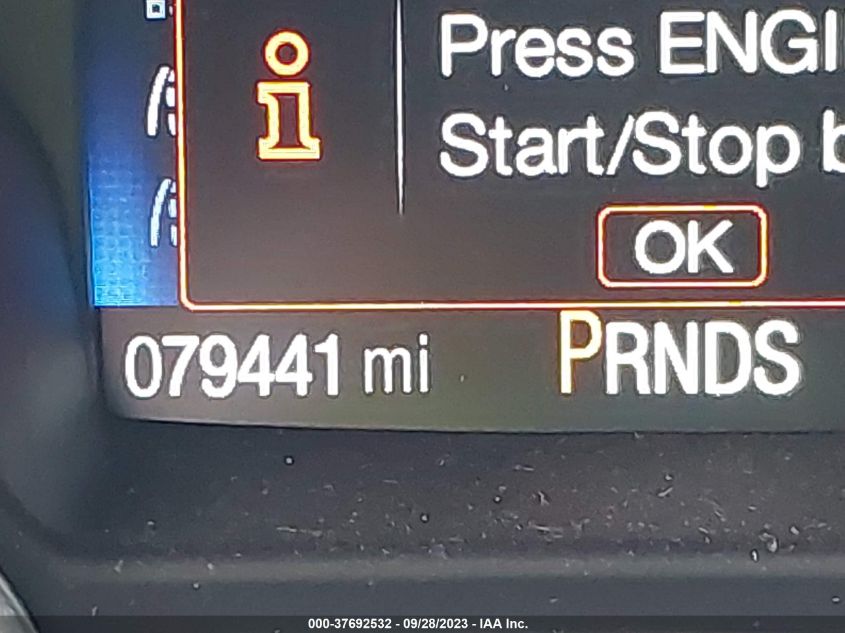 Press ENGI
Start/Stop b
OK
079441 mi
PRNDS
000-37692532 - 09/28/2023 - IAA Inc.